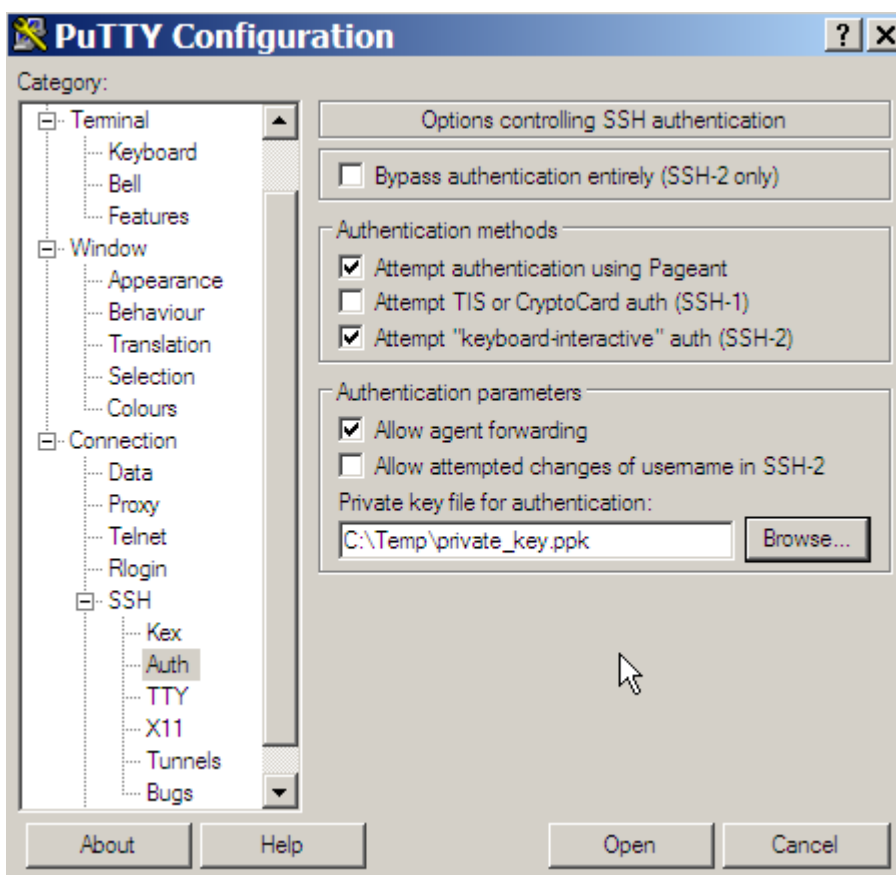 PuTTY Configuration
Category:
Terminal
Keyboard
Bell
Features
Window
Appearance
Behaviour
Translation
Selection
Colours
Connection
Data
Proxy
Telnet
Rlogin
SSH
Kex
Auth
TTY
X11
Tunnels
Bugs
Options controlling SSH authentication
Bypass authentication entirely (SSH-2 only)
Authentication methods
Attempt authentication using Pageant
Attempt TIS or CryptoCard auth (SSH-1)
Attempt "keyboard-interactive" auth (SSH-2)
Authentication parameters
Allow agent forwarding
Allow attempted changes of username in SSH-2
Private key file for authentication:
C:\Temp\private_key.ppk
Browse...
About
Help
Open
Cancel